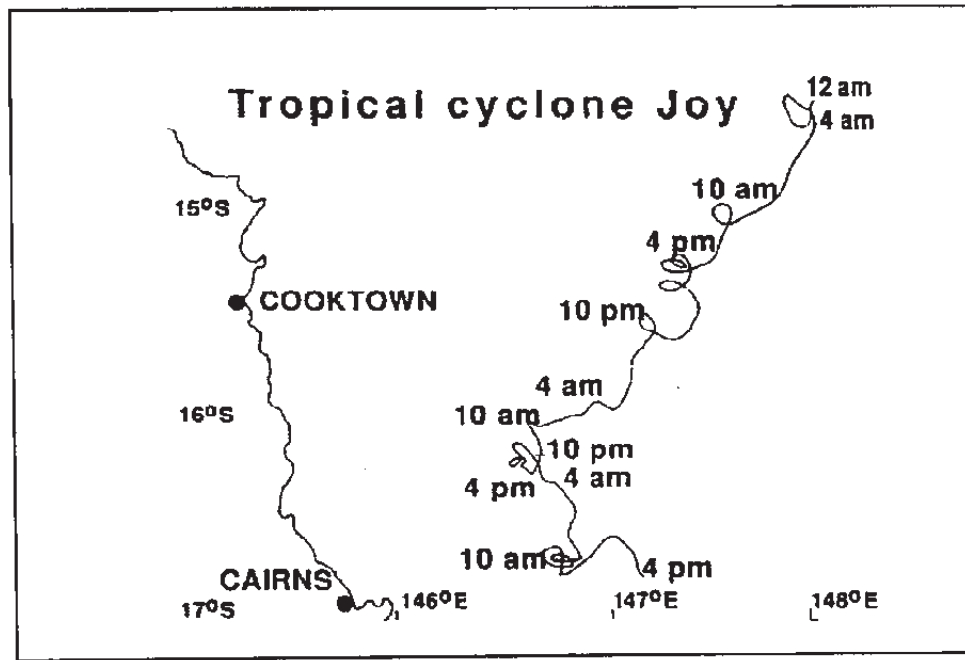 Tropical cyclone Joy
12 am
4 am
10 am
15°S
4 pm
COOKTOWN
10 pm
4 am
16°S
10 am
10 pm
4 am
4 pm
10 am
4 pm
CAIRNS
17°S
146°E
147°E
148°E